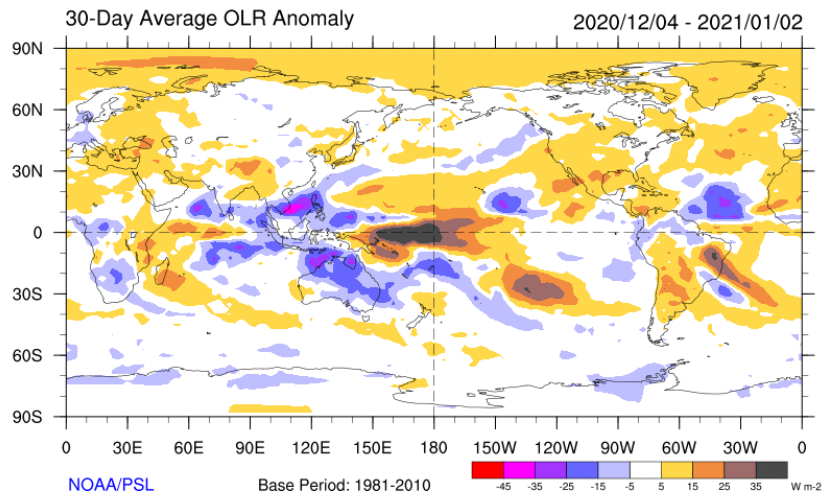 30-Day Average OLR Anomaly 2020/12/04 - 2021/01/02
90N
60N
30N
0
30S
60S
90S
0 30E 60E 90E 120E 150E 180 150W 120W 90W 60W 30W 0
NOAA/PSL Base Period: 1981-2010
-45 -35 -25 -15 -5 5 15 25 35 W m-2